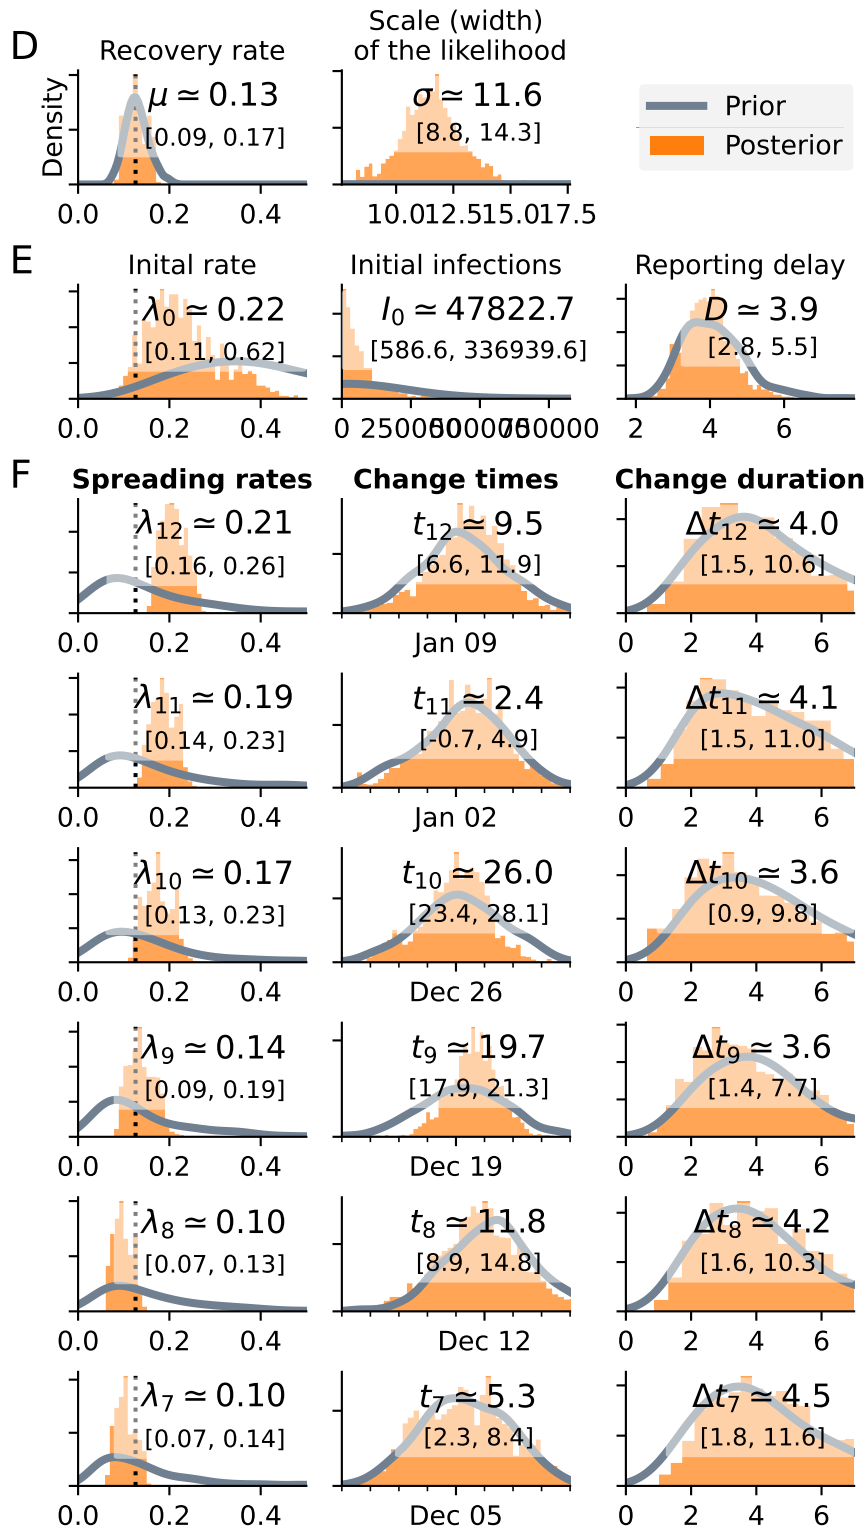 D
Recovery rate
Scale (width)
of the likelihood
Density
μ ≃ 0.13
[0.09, 0.17]
σ ≃ 11.6
[8.8, 14.3]
Prior
Posterior
0.0 0.2 0.4
10.0 12.5 15.0 17.5
E
Inital rate
Initial infections
Reporting delay
λ0 ≃ 0.22
[0.11, 0.62]
I0 ≃ 47822.7
[586.6, 336939.6]
D ≃ 3.9
[2.8, 5.5]
0.0 0.2 0.4
0 250000 500000 750000
2 4 6
F
Spreading rates
Change times
Change duration
λ12 ≃ 0.21
[0.16, 0.26]
t12 ≃ 9.5
[6.6, 11.9]
Δt12 ≃ 4.0
[1.5, 10.6]
0.0 0.2 0.4
Jan 09
0 2 4 6
λ11 ≃ 0.19
[0.14, 0.23]
t11 ≃ 2.4
[-0.7, 4.9]
Δt11 ≃ 4.1
[1.5, 11.0]
0.0 0.2 0.4
Jan 02
0 2 4 6
λ10 ≃ 0.17
[0.13, 0.23]
t10 ≃ 26.0
[23.4, 28.1]
Δt10 ≃ 3.6
[0.9, 9.8]
0.0 0.2 0.4
Dec 26
0 2 4 6
λ9 ≃ 0.14
[0.09, 0.19]
t9 ≃ 19.7
[17.9, 21.3]
Δt9 ≃ 3.6
[1.4, 7.7]
0.0 0.2 0.4
Dec 19
0 2 4 6
λ8 ≃ 0.10
[0.07, 0.13]
t8 ≃ 11.8
[8.9, 14.8]
Δt8 ≃ 4.2
[1.6, 10.3]
0.0 0.2 0.4
Dec 12
0 2 4 6
λ7 ≃ 0.10
[0.07, 0.14]
t7 ≃ 5.3
[2.3, 8.4]
Δt7 ≃ 4.5
[1.8, 11.6]
0.0 0.2 0.4
Dec 05
0 2 4 6